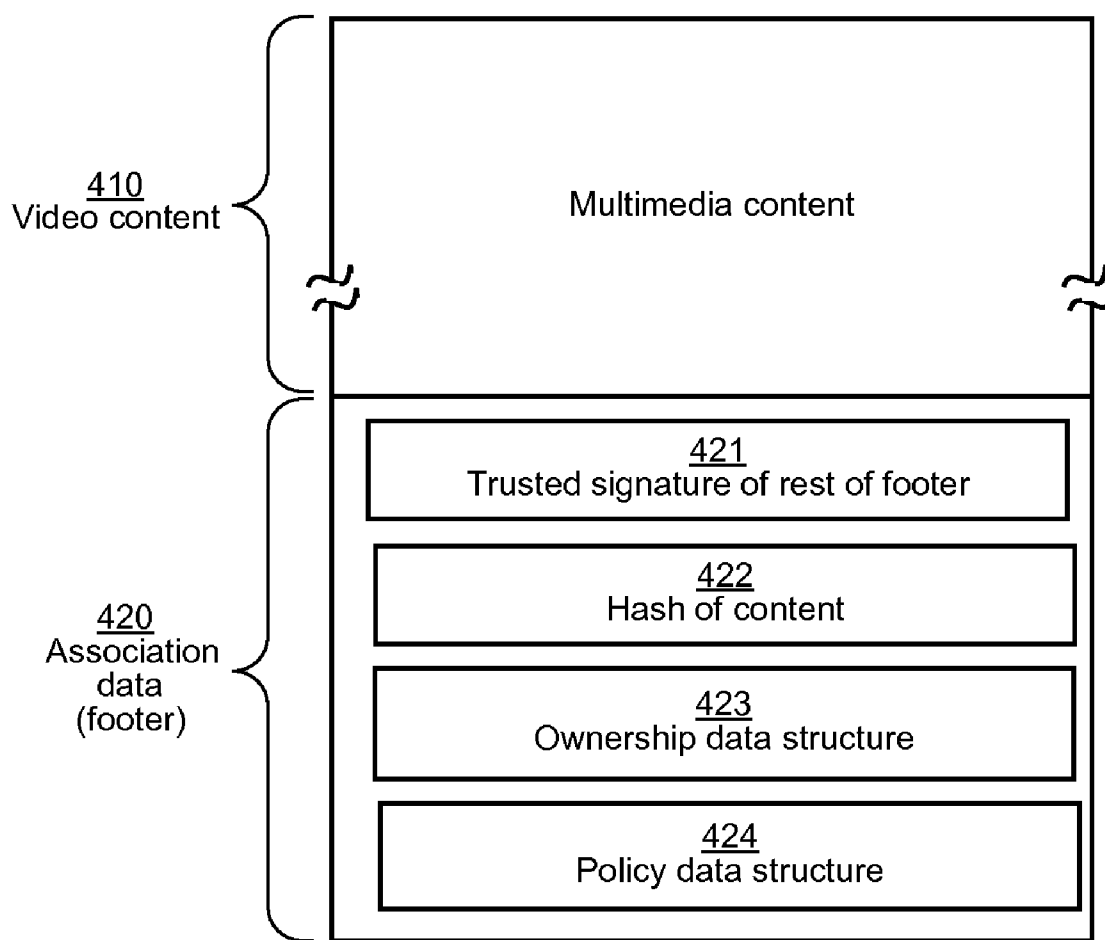 410
Video content
Multimedia content
420
Association
data
(footer)
421
Trusted signature of rest of footer
422
Hash of content
423
Ownership data structure
424
Policy data structure